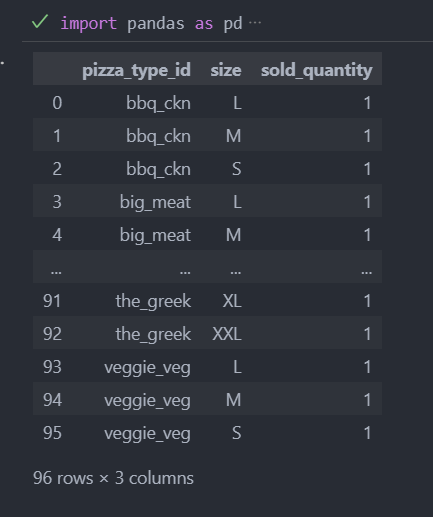 import pandas as pd ...
pizza_type_id size sold_quantity
0 bbq_ckn L 1
1 bbq_ckn M 1
2 bbq_ckn S 1
3 big_meat L 1
4 big_meat M 1
... ... ... ...
91 the_greek XL 1
92 the_greek XXL 1
93 veggie_veg L 1
94 veggie_veg M 1
95 veggie_veg S 1
96 rows × 3 columns